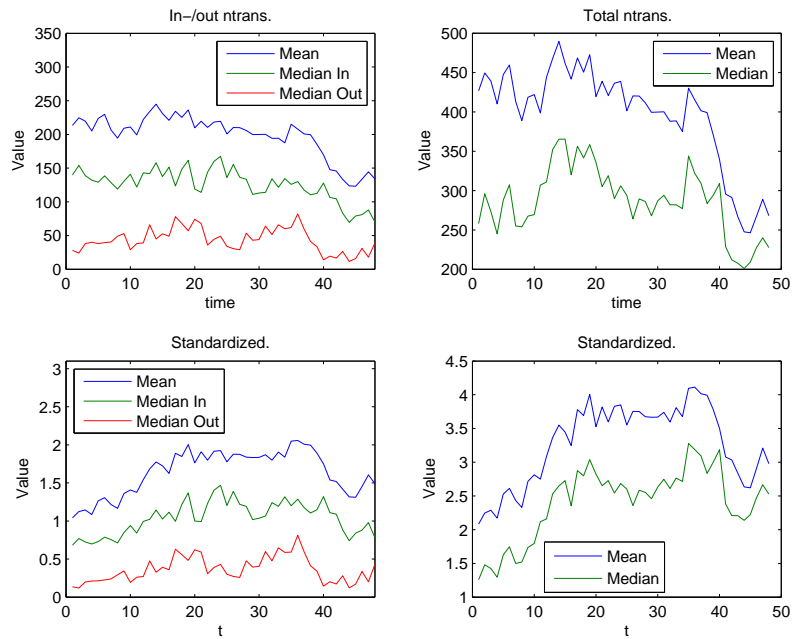 In-/out ntrans.
350
300
250
200
150
100
50
0
Value
0 10 20 30 40
time
Mean
Median In
Median Out
Total ntrans.
500
450
400
350
300
250
200
Value
0 10 20 30 40 50
time
Mean
Median
Standardized.
3
2.5
2
1.5
1
0.5
0
Value
0 10 20 30 40
t
Mean
Median In
Median Out
Standardized.
4.5
4
3.5
3
2.5
2
1.5
1
Value
0 10 20 30 40 50
t
Mean
Median